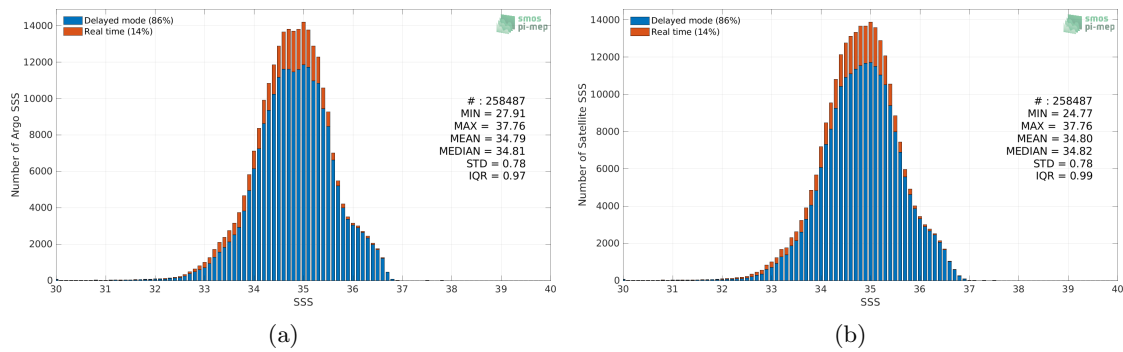 Delayed mode (86%)
Real time (14%)
smos
pi-mep
14000
12000
10000
8000
6000
4000
2000
0
Number of Argo SSS
# : 258487
MIN = 27.91
MAX = 37.76
MEAN = 34.79
MEDIAN = 34.81
STD = 0.78
IQR = 0.97
30 31 32 33 34 35 36 37 38 39 40
SSS
(a)
Delayed mode (86%)
Real time (14%)
smos
pi-mep
14000
12000
10000
8000
6000
4000
2000
0
Number of Satellite SSS
# : 258487
MIN = 24.77
MAX = 37.76
MEAN = 34.80
MEDIAN = 34.82
STD = 0.78
IQR = 0.99
30 31 32 33 34 35 36 37 38 39 40
SSS
(b)